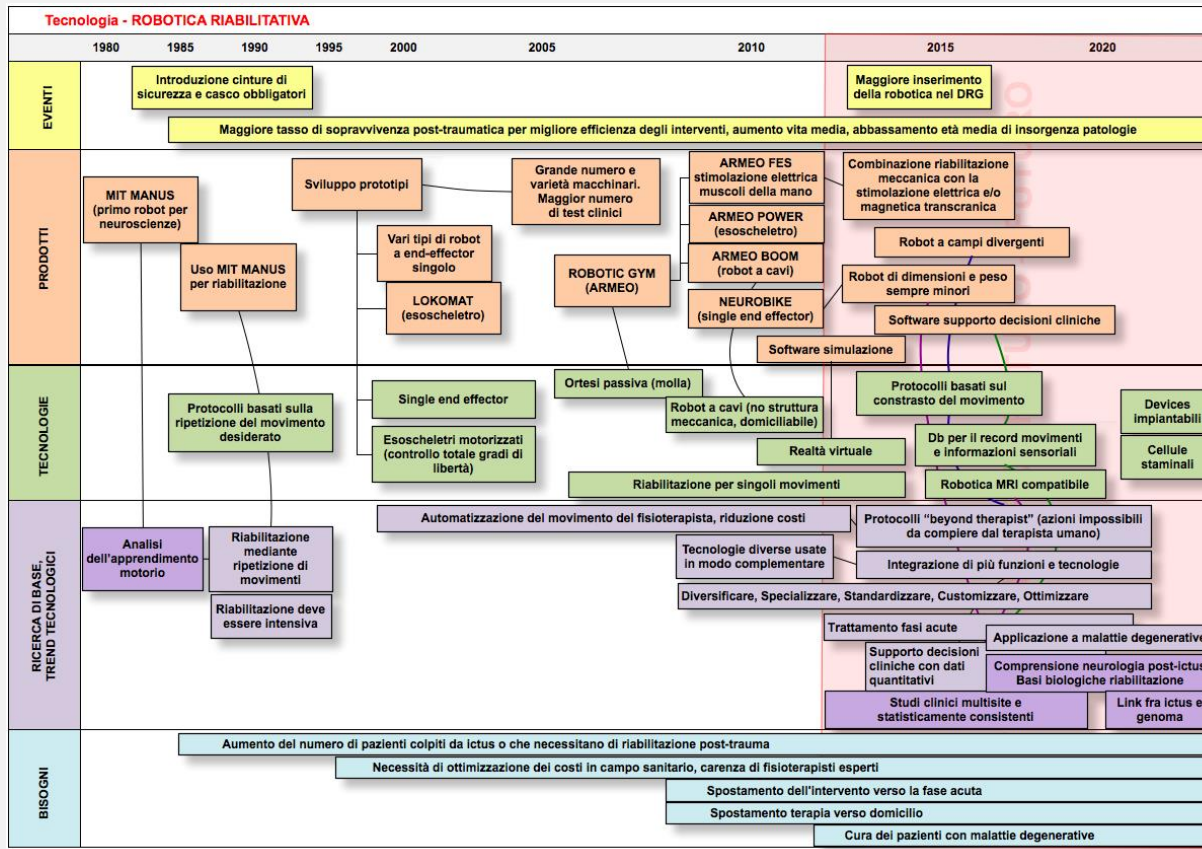 Tecnologia - ROBOTICA RIABILITATIVA
1980 1985 1990 1995 2000 2005 2010 2015 2020
EVENTI
Introduzione cinture di
sicurezza e casco obbligatori
Maggiore inserimento
della robotica nel DRG
Maggiore tasso di sopravvivenza post-traumatica per migliore efficienza degli interventi, aumento vita media, abbassamento età media di insorgenza patologie
PRODOTTI
MIT MANUS
(primo robot per
neuroscienze)
Uso MIT MANUS
per riabilitazione
Sviluppo prototipi
Vari tipi di robot
a end-effector
singolo
LOKOMAT
(esoscheletro)
Grande numero e
varietà macchinari.
Maggior numero
di test clinici
ROBOTIC GYM
(ARMEO)
ARMEO FES
stimolazione elettrica
muscoli della mano
ARMEO POWER
(esoscheletro)
ARMEO BOOM
(robot a cavi)
NEUROBIKE
(single end effector)
Software simulazione
Combinazione riabilitazione
meccanica con la
stimolazione elettrica e/o
magnetica transcranica
Robot a campi divergenti
Robot di dimensioni e peso
sempre minori
Software supporto decisioni cliniche
TECNOLOGIE
Protocolli basati sulla
ripetizione del movimento
desiderato
Single end effector
Esoscheletri motorizzati
(controllo totale gradi di
libertà)
Ortesi passiva (molla)
Robot a cavi (no struttura
meccanica, domiciliabile)
Realtà virtuale
Riabilitazione per singoli movimenti
Protocolli basati sul
constrasto del movimento
Db per il record movimenti
e informazioni sensoriali
Robotica MRI compatibile
Devices
impiantabili
Cellule
staminali
RICERCA DI BASE,
TREND TECNOLOGICI
Analisi
dell'apprendimento
motorio
Riabilitazione
mediante
ripetizione di
movimenti
Riabilitazione deve
essere intensiva
Automatizzazione del movimento del fisioterapista, riduzione costi
Tecnologie diverse usate
in modo complementare
Protocolli “beyond therapist” (azioni impossibili
da compiere dal terapista umano)
Integrazione di più funzioni e tecnologie
Diversificare, Specializzare, Standardizzare, Customizzare, Ottimizzare
Trattamento fasi acute
Applicazione a malattie degenerative
Supporto decisioni
cliniche con dati
quantitativi
Comprensione neurologia post-ictus
Basi biologiche riabilitazione
Studi clinici multisite e
statisticamente consistenti
Link fra ictus e
genoma
BISOGNI
Aumento del numero di pazienti colpiti da ictus o che necessitano di riabilitazione post-trauma
Necessità di ottimizzazione dei costi in campo sanitario, carenza di fisioterapisti esperti
Spostamento dell'intervento verso la fase acuta
Spostamento terapia verso domicilio
Cura dei pazienti con malattie degenerative